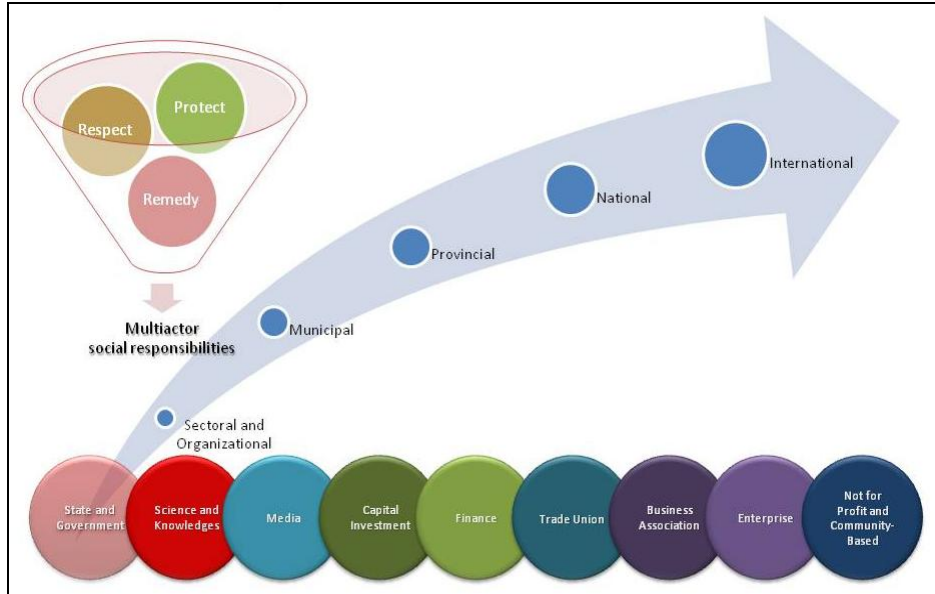 Protect
Respect
Remedy
Multiactor
social responsibilities
International
National
Provincial
Municipal
Sectoral and
Organizational
State and
Government
Science and
Knowledges
Media
Capital
Investment
Finance
Trade Union
Business
Association
Enterprise
Not for
Profit and
Community-
Based